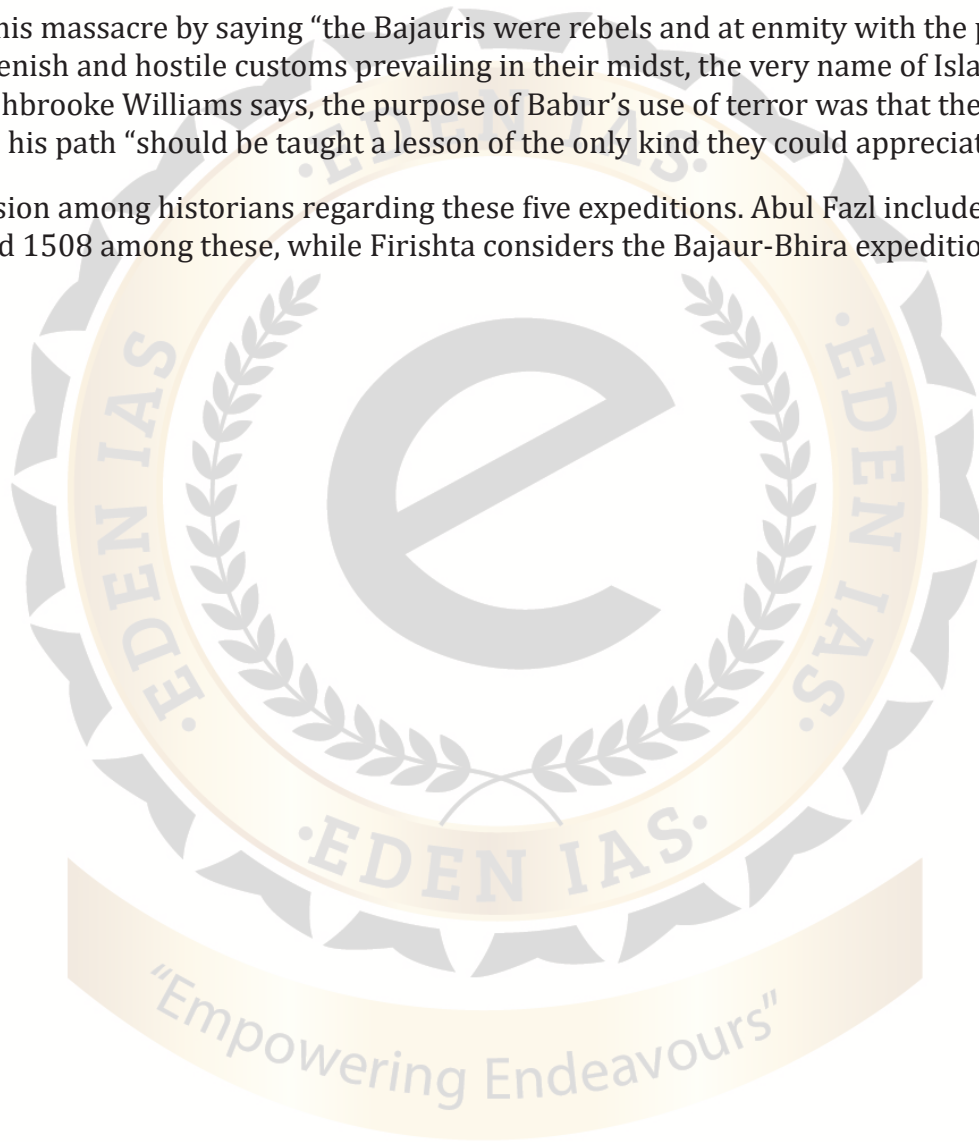 his massacre by saying “the Bajauris were rebels and at enmity with the
enish and hostile customs prevailing in their midst, the very name of
hbrooke Williams says, the purpose of Babur’s use of terror was that the
his path “should be taught a lesson of the only kind they could
sion among historians regarding these five expeditions. Abul Fazl
d 1508 among these, while Firishta considers the Bajaur-Bhira
·EDEN IAS·
EDEN IAS
·EDEN IAS·
e
·EDEN IAS·
“Empowering Endeavours”